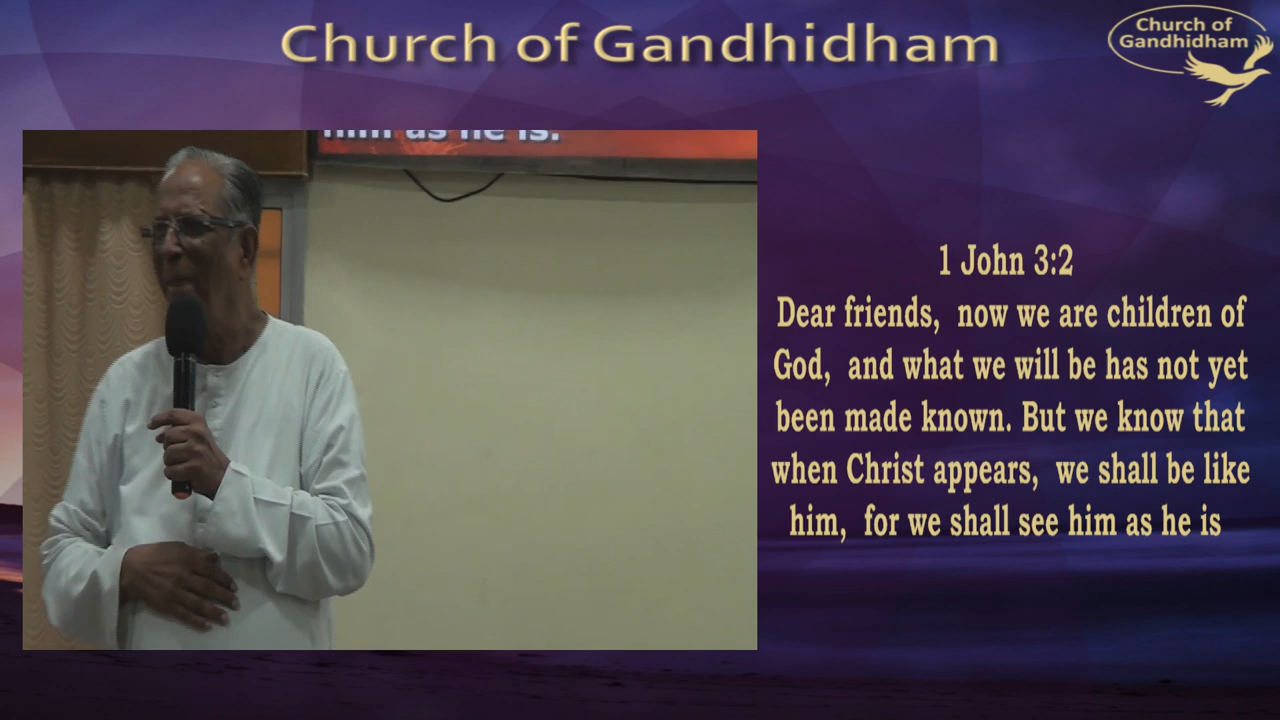 Church of Gandhidham
Church of
Gandhidham
him as he is.
1 John 3:2
Dear friends, now we are children of
God, and what we will be has not yet
been made known. But we know that
when Christ appears, we shall be like
him, for we shall see him as he is